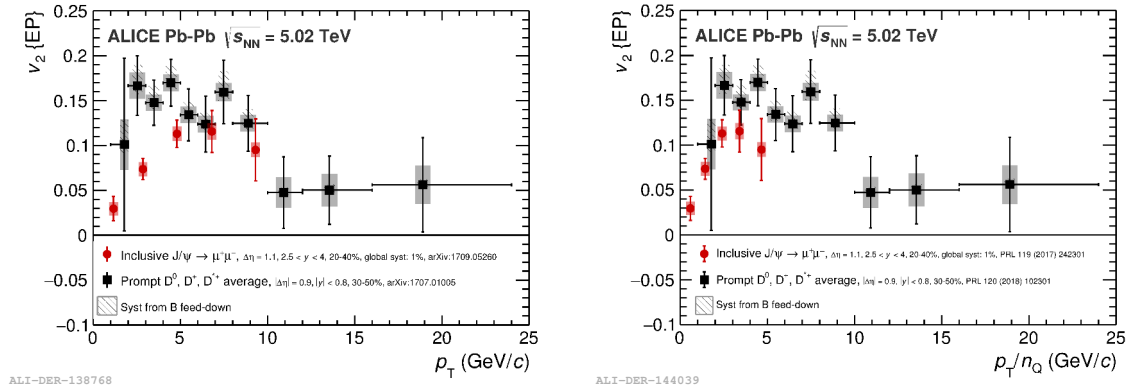 ALICE Pb-Pb √sNN = 5.02 TeV
v2 {EP}
0.25
0.2
0.15
0.1
0.05
0
−0.05
−0.1
Inclusive J/ψ → μ+μ−, Δη = 1.1, 2.5 < y < 4, 20-40%, global syst: 1%, arXiv:1709.05260
Prompt D0, D+, D*+ average, |Δη| = 0.9, |y| < 0.8, 30-50%, arXiv:1707.01005
Syst from B feed-down
0 5 10 15 20 25
pT (GeV/c)
ALI-DER-138768
ALICE Pb-Pb √sNN = 5.02 TeV
v2 {EP}
0.25
0.2
0.15
0.1
0.05
0
−0.05
−0.1
Inclusive J/ψ → μ+μ−, Δη = 1.1, 2.5 < y < 4, 20-40%, global syst: 1%, PRL 119 (2017) 242301
Prompt D0, D+, D*+ average, |Δη| = 0.9, |y| < 0.8, 30-50%, PRL 120 (2018) 102301
Syst from B feed-down
0 5 10 15 20 25
pT/nQ (GeV/c)
ALI-DER-144039